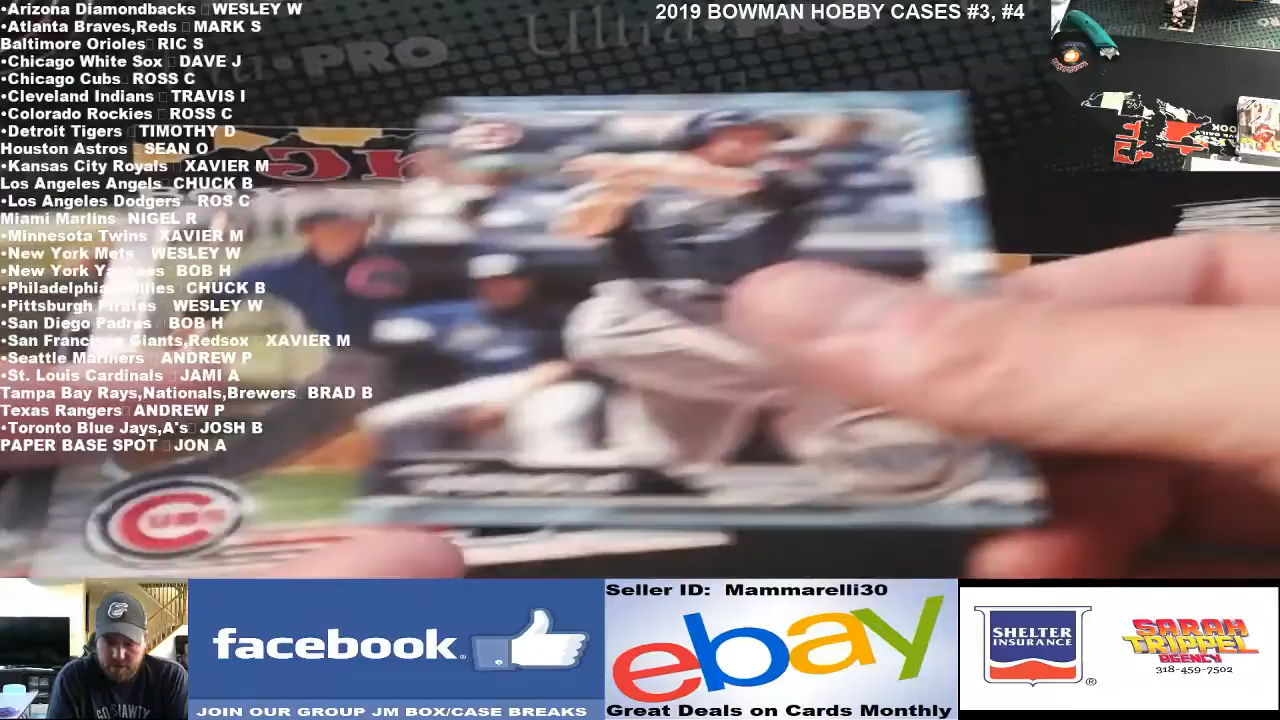 •Arizona Diamondbacks WESLEY W
•Atlanta Braves,Reds MARK S
Baltimore Orioles RIC S
•Chicago White Sox DAVE J
•Chicago Cubs ROSS C
•Cleveland Indians TRAVIS I
•Colorado Rockies ROSS C
•Detroit Tigers TIMOTHY D
Houston Astros SEAN O
•Kansas City Royals XAVIER M
Los Angeles Angels CHUCK B
•Los Angeles Dodgers ROS C
Miami Marlins NIGEL R
•Minnesota Twins XAVIER M
•New York Mets WESLEY W
•New York Yankees BOB H
•Philadelphia Phillies CHUCK B
•Pittsburgh Pirates WESLEY W
•San Diego Padres BOB H
•San Francisco Giants,Redsox XAVIER M
•Seattle Mariners ANDREW P
•St. Louis Cardinals JAMI A
Tampa Bay Rays,Nationals,Brewers BRAD B
Texas Rangers ANDREW P
•Toronto Blue Jays,A's JOSH B
PAPER BASE SPOT JON A
2019 BOWMAN HOBBY CASES #3, #4
Ultra PRO
PRO
CUBS
facebook
JOIN OUR GROUP JM BOX/CASE BREAKS
Seller ID: Mammarelli30
ebay
Great Deals on Cards Monthly
SHELTER
INSURANCE
®
SARAH
TRIPPEL
AGENCY
318-459-7502